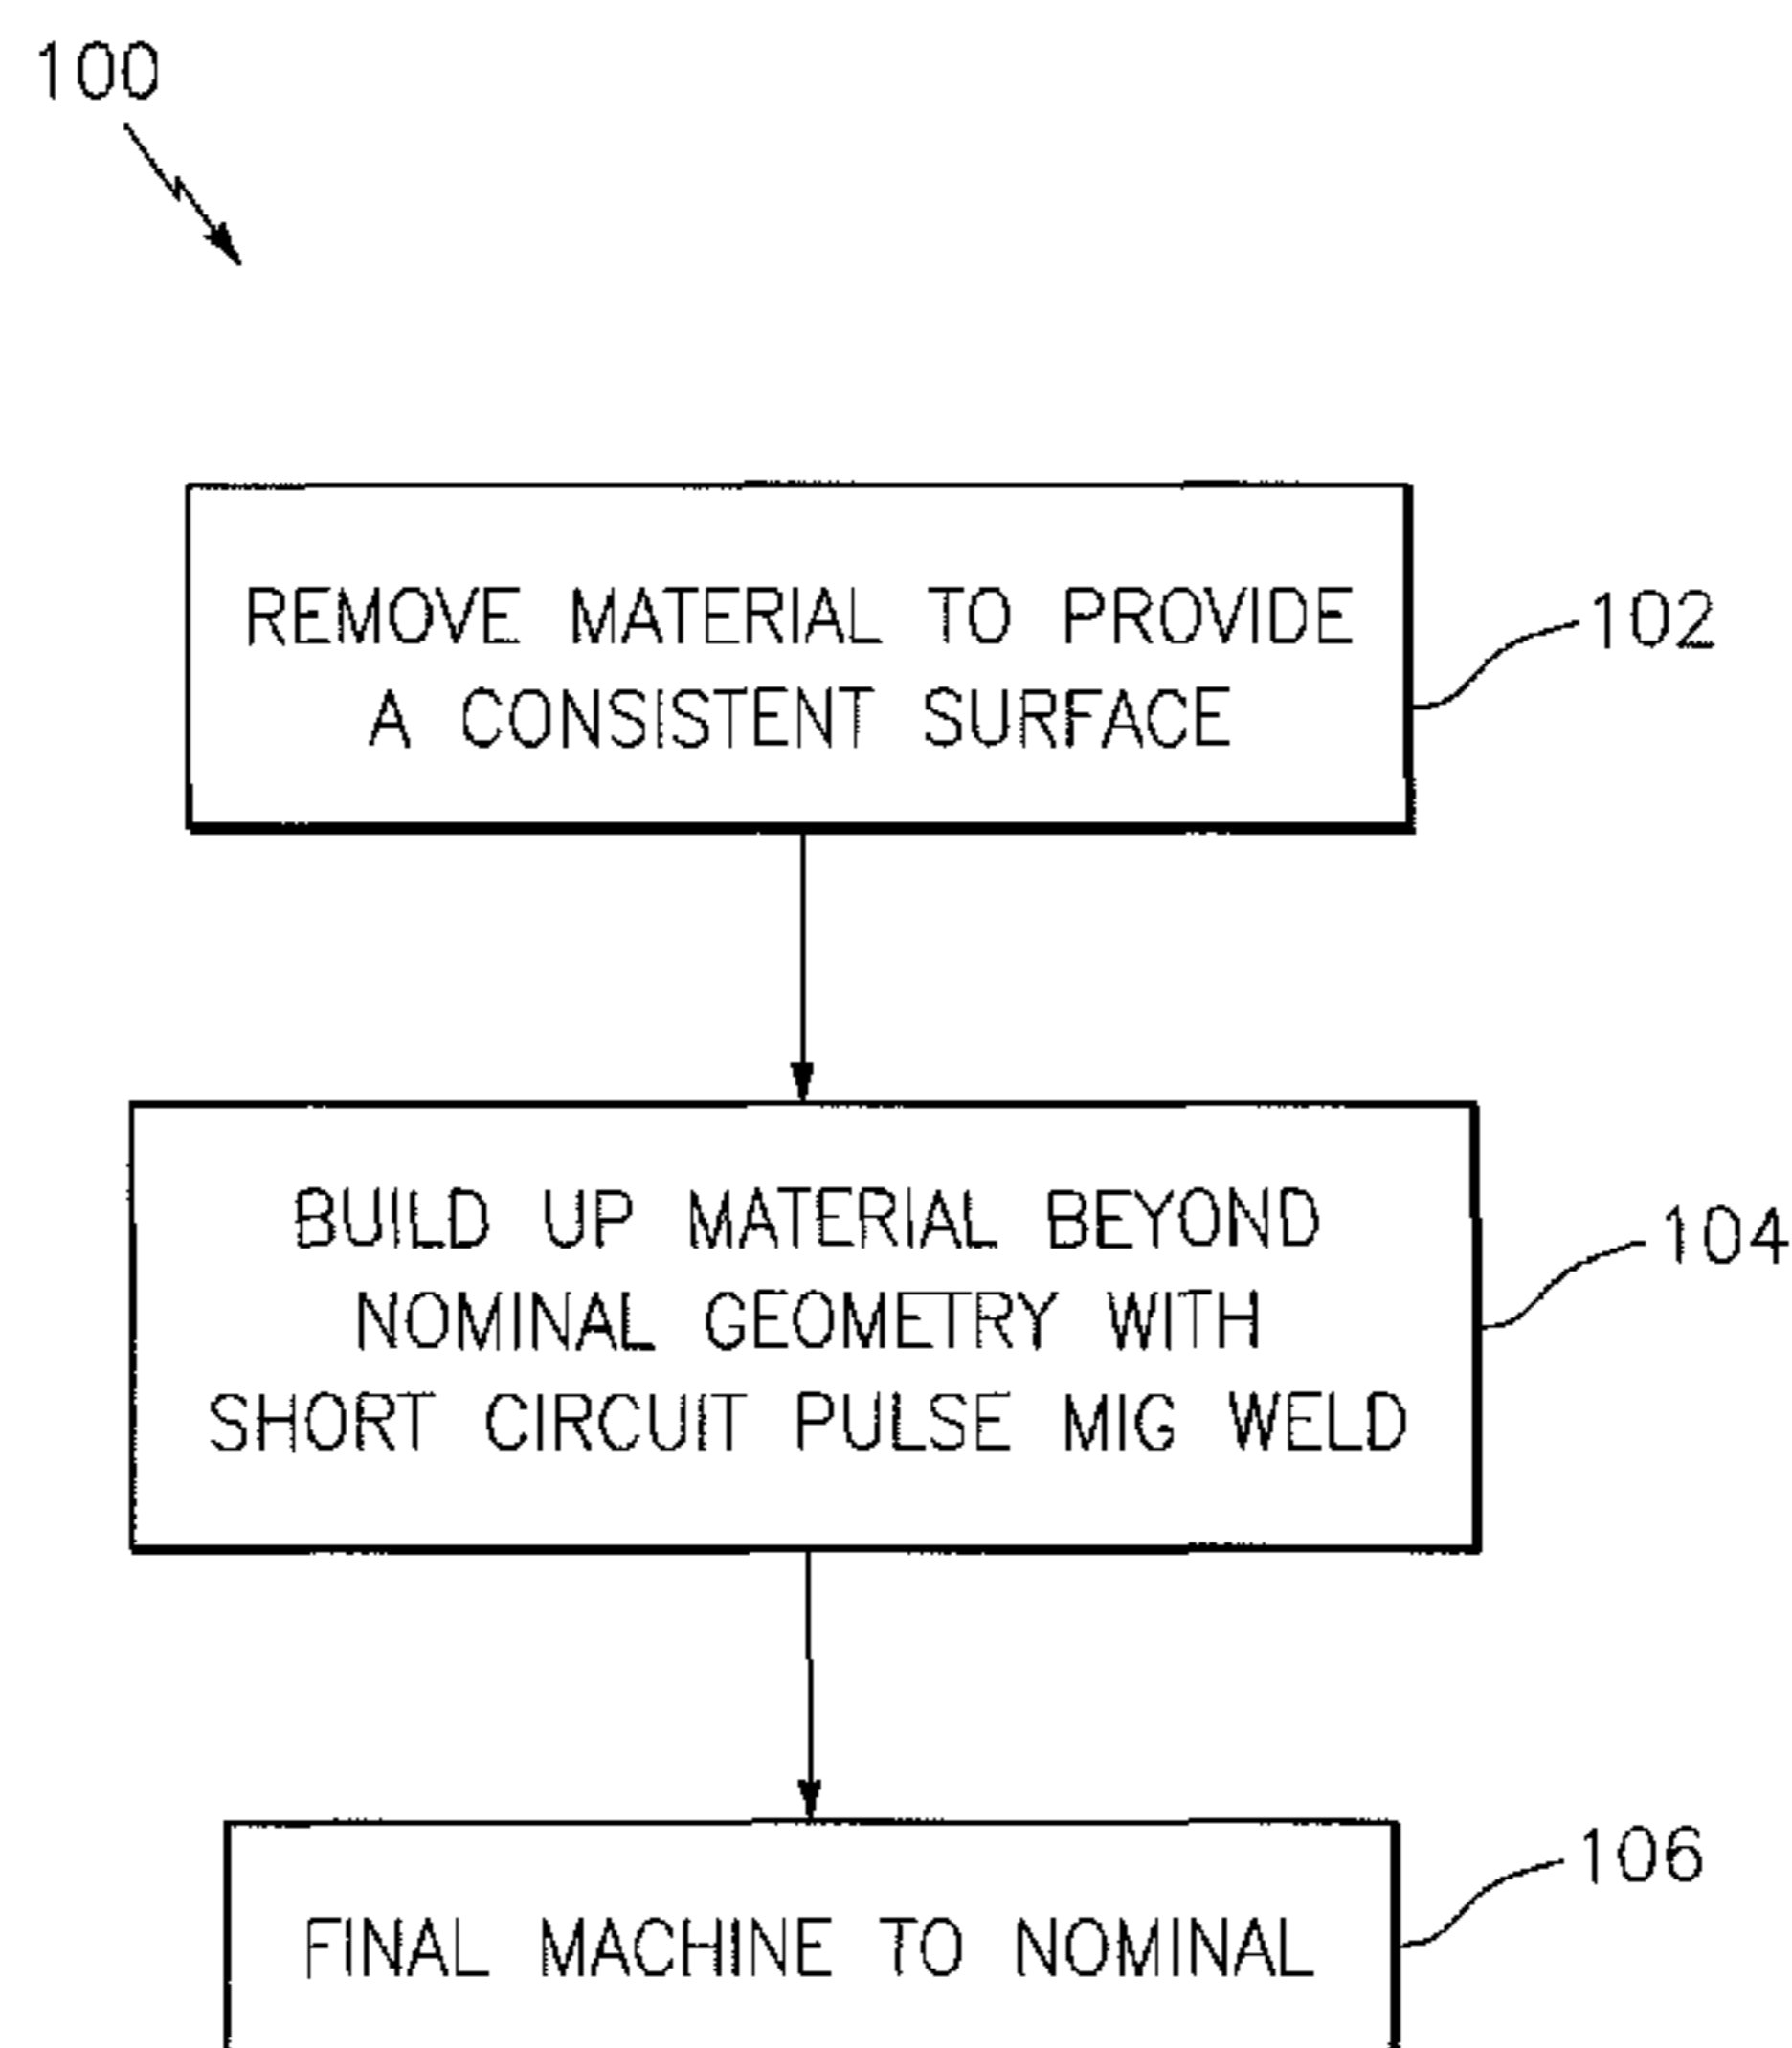 100
REMOVE MATERIAL TO PROVIDE
A CONSISTENT SURFACE
102
BUILD UP MATERIAL BEYOND
NOMINAL GEOMETRY WITH
SHORT CIRCUIT PULSE MIG WELD
104
FINAL MACHINE TO NOMINAL
106